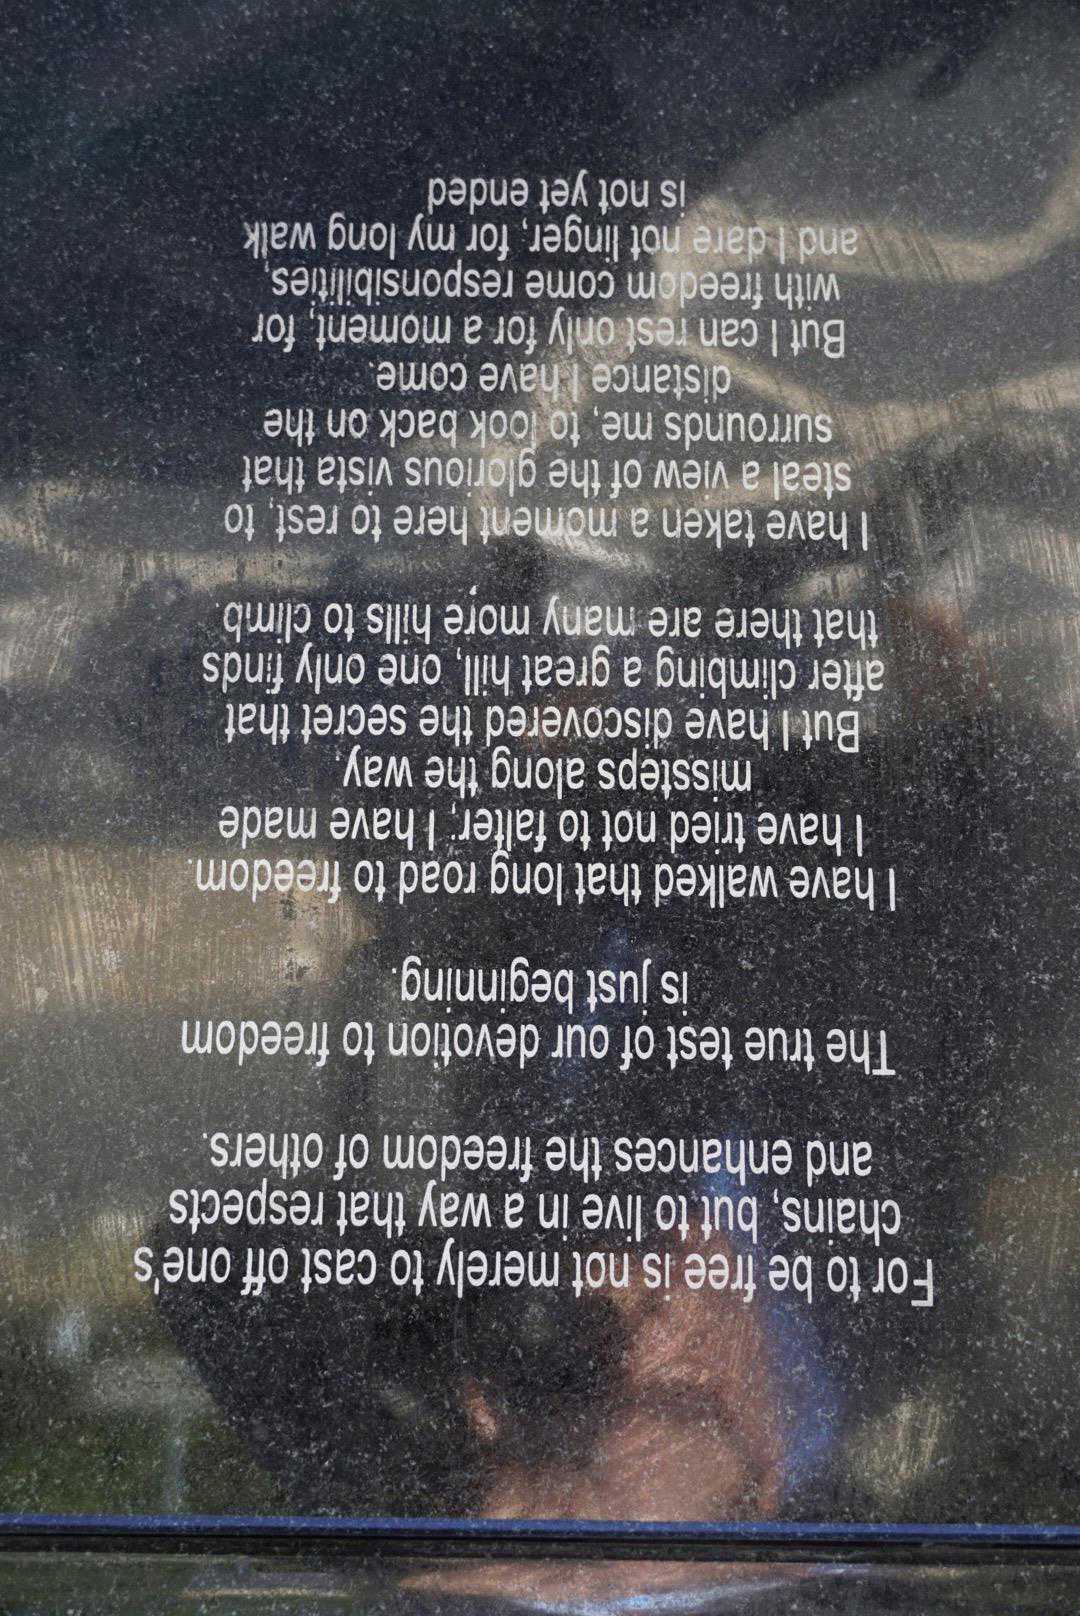 For to be free is not merely to cast off one's
chains, but to live in a way that respects
and enhances the freedom of others.
The true test of our devotion to freedom
is just beginning.
I have walked that long road to freedom.
I have tried not to falter; I have made
missteps along the way.
But I have discovered the secret that
after climbing a great hill, one only finds
that there are many more hills to climb.
I have taken a moment here to rest, to
steal a view of the glorious vista that
surrounds me, to look back on the
distance I have come.
But I can rest only for a moment, for
with freedom come responsibilities,
and I dare not linger, for my long walk
is not yet ended